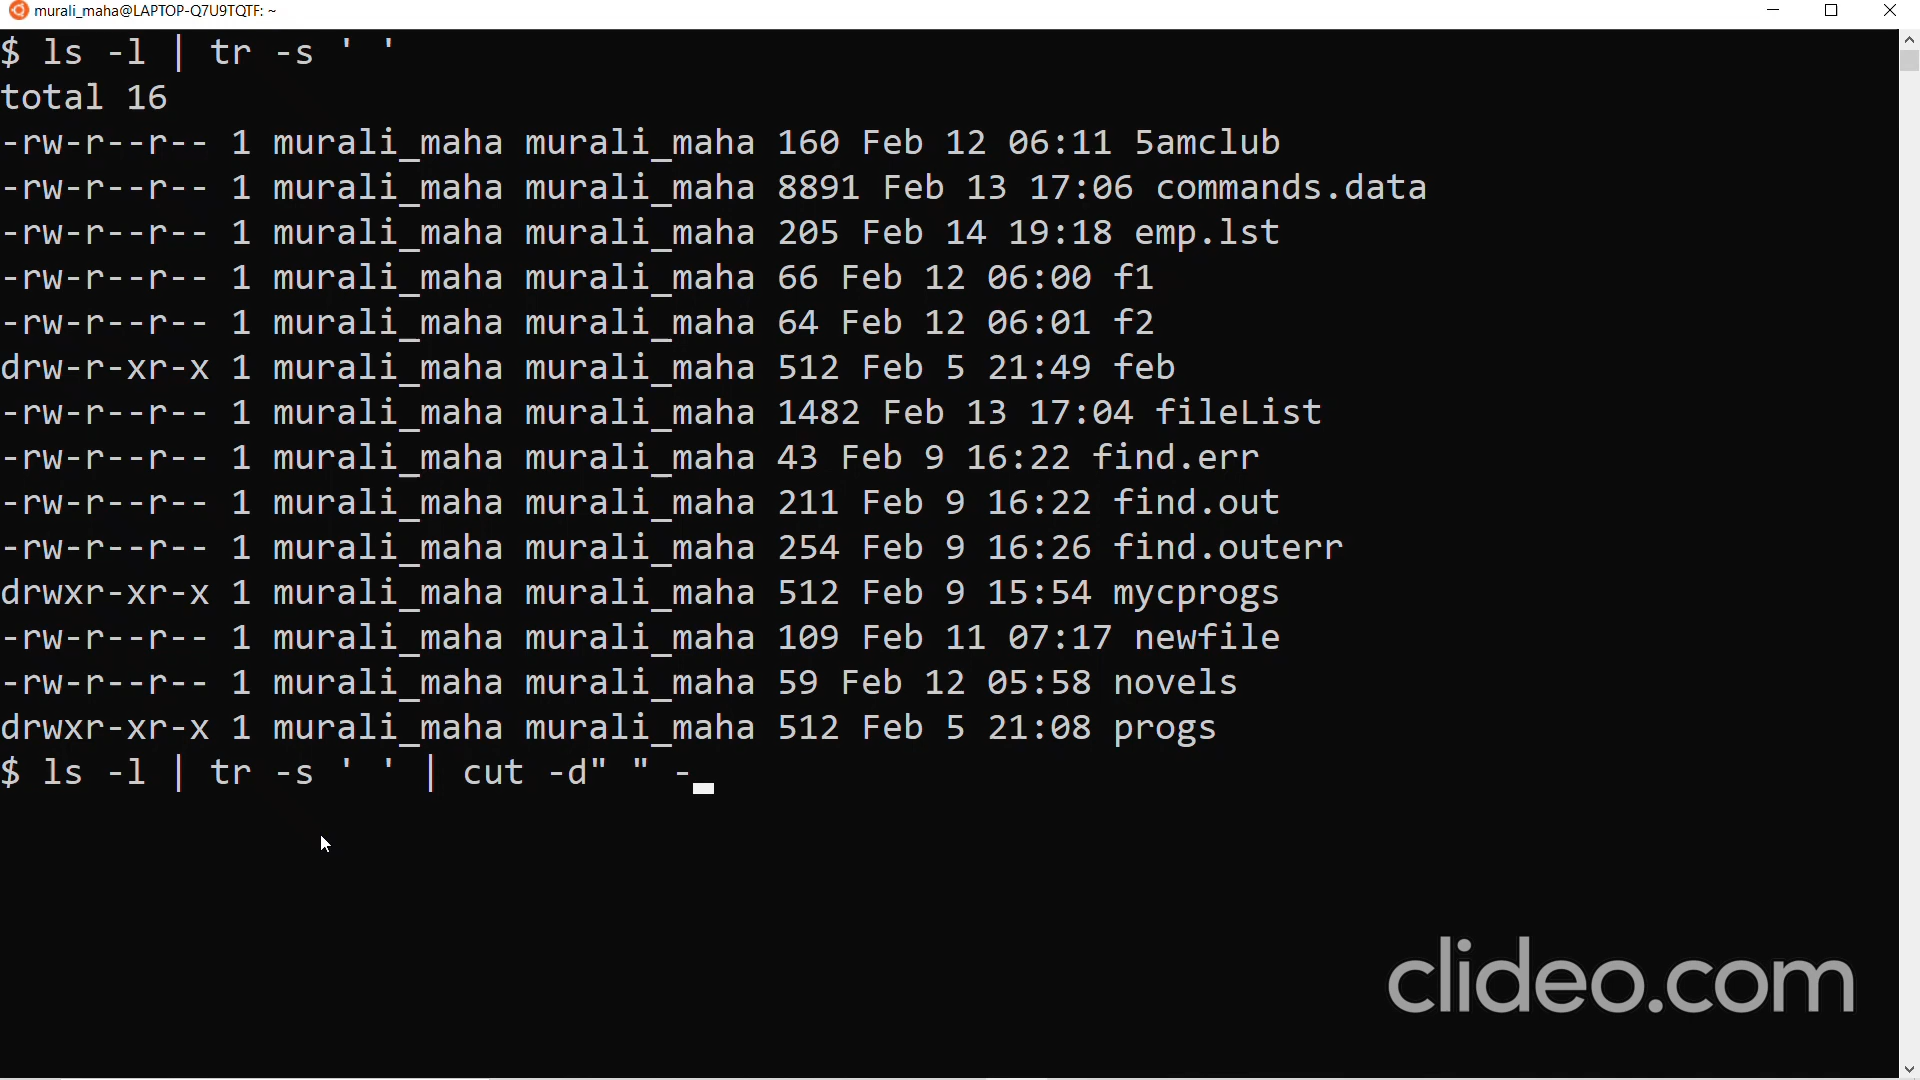 murali_maha@LAPTOP-Q7U9TQTF: ~
$ ls -l | tr -s ' '
total 16
-rw-r--r-- 1 murali_maha murali_maha 160 Feb 12 06:11 5amclub
-rw-r--r-- 1 murali_maha murali_maha 8891 Feb 13 17:06 commands.data
-rw-r--r-- 1 murali_maha murali_maha 205 Feb 14 19:18 emp.lst
-rw-r--r-- 1 murali_maha murali_maha 66 Feb 12 06:00 f1
-rw-r--r-- 1 murali_maha murali_maha 64 Feb 12 06:01 f2
drw-r-xr-x 1 murali_maha murali_maha 512 Feb 5 21:49 feb
-rw-r--r-- 1 murali_maha murali_maha 1482 Feb 13 17:04 fileList
-rw-r--r-- 1 murali_maha murali_maha 43 Feb 9 16:22 find.err
-rw-r--r-- 1 murali_maha murali_maha 211 Feb 9 16:22 find.out
-rw-r--r-- 1 murali_maha murali_maha 254 Feb 9 16:26 find.outerr
drwxr-xr-x 1 murali_maha murali_maha 512 Feb 9 15:54 mycprogs
-rw-r--r-- 1 murali_maha murali_maha 109 Feb 11 07:17 newfile
-rw-r--r-- 1 murali_maha murali_maha 59 Feb 12 05:58 novels
drwxr-xr-x 1 murali_maha murali_maha 512 Feb 5 21:08 progs
$ ls -l | tr -s ' ' | cut -d" " -
clideo.com